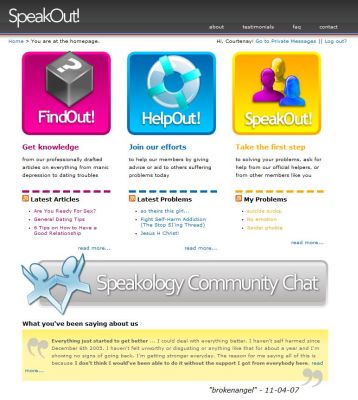 SpeakOut!
about testimonials faq contact
Home > You are at the homepage.
Hi, Courtenay! Go to Private Messages || Log out?
FindOut! HelpOut! SpeakOut!
Get knowledge
from our professionally drafted
articles on everything from manic
depression to dating troubles
Join our efforts
to help our members by giving
advice or aid to others suffering
problems today
Take the first step
to solving your problems, ask for
help from our official helpers, or
from other members like you
Latest Articles
Are You Ready For Sex?
General Dating Tips
6 Tips on How to Have a
Good Relationship
read more...
Latest Problems
so theirs this girl...
Fight Self-Harm Addiction
(The Stop SI'ing Thread)
Jesus H Christ!
read more...
My Problems
suicide sucks.
its emotion
Spider phobia
read more...
Speakology Community Chat
What you've been saying about us
Everything just started to get better ... I could deal with everything better. I haven't self harmed since
December 6th 2005. I haven't felt worthless or disgusting or anything like that for about a year and I'm
showing no signs of going back. I'm getting stronger everyday. The reason for me saying all of this is
because I don't think I would've been able to do it without the support I got from everybody here. read
more...
"brokenangel" - 11-04-07